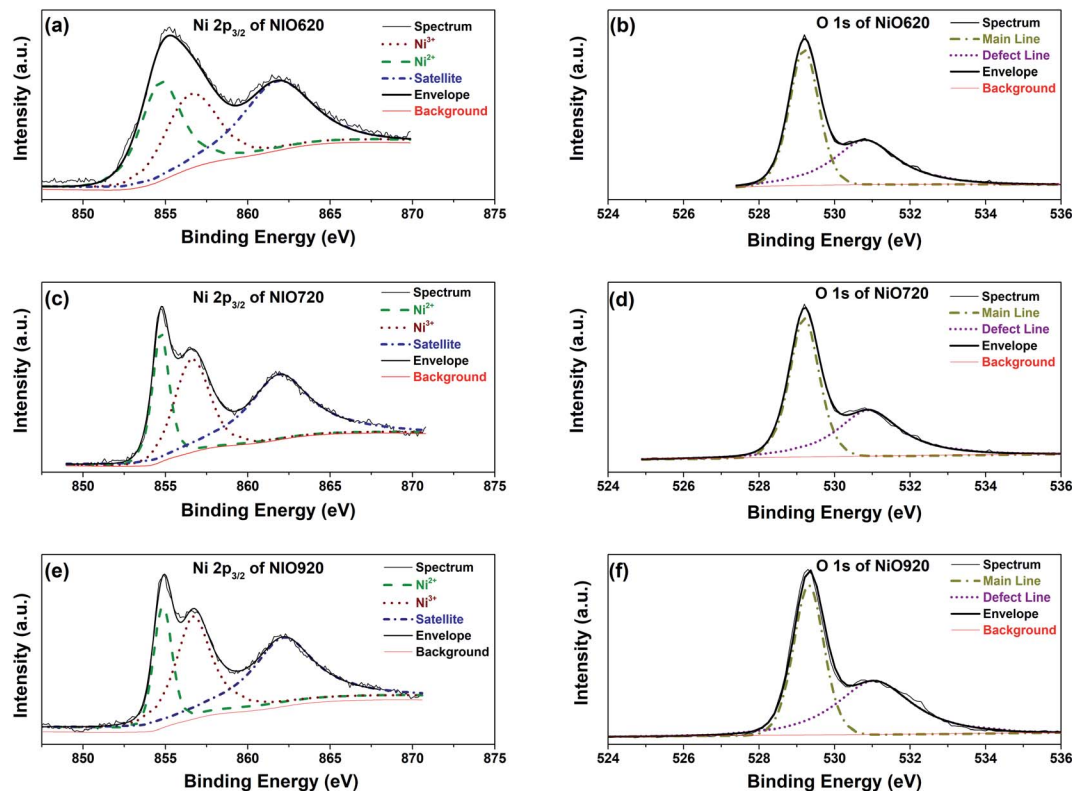 (a)
Ni 2p3/2 of NIO620
Spectrum
Ni3+
Ni2+
Satellite
Envelope
Background
Intensity (a.u.)
850 855 860 865 870 875
Binding Energy (eV)
(b)
O 1s of NiO620
Spectrum
Main Line
Defect Line
Envelope
Background
Intensity (a.u.)
524 526 528 530 532 534 536
Binding Energy (eV)
(c)
Ni 2p3/2 of NIO720
Spectrum
Ni2+
Ni3+
Satellite
Envelope
Background
Intensity (a.u.)
850 855 860 865 870 875
Binding Energy (eV)
(d)
O 1s of NiO720
Spectrum
Main Line
Defect Line
Envelope
Background
Intensity (a.u.)
524 526 528 530 532 534 536
Binding Energy (eV)
(e)
Ni 2p3/2 of NIO920
Spectrum
Ni2+
Ni3+
Satellite
Envelope
Background
Intensity (a.u.)
850 855 860 865 870 875
Binding Energy (eV)
(f)
O 1s of NiO920
Spectrum
Main Line
Defect Line
Envelope
Background
Intensity (a.u.)
524 526 528 530 532 534 536
Binding Energy (eV)